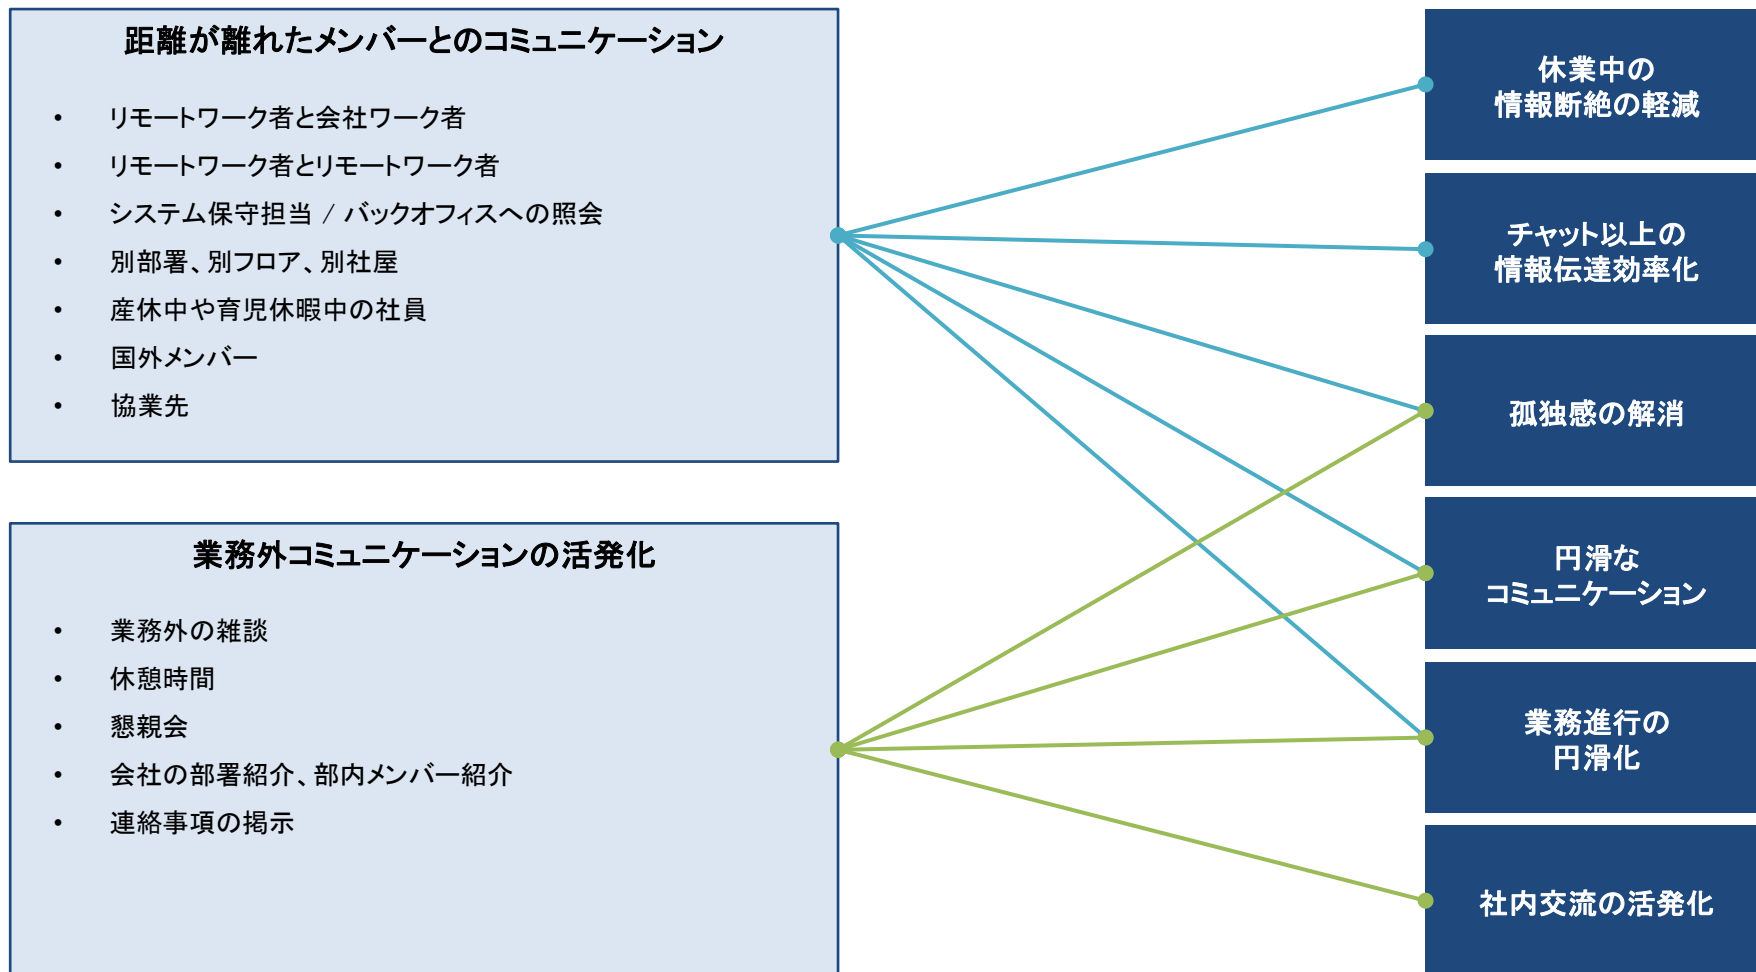 距離が離れたメンバーとのコミュニケーション
• リモートワーク者と会社ワーク者
• リモートワーク者とリモートワーク者
• システム保守担当 / バックオフィスへの照会
• 別部署、別フロア、別社屋
• 産休中や育児休暇中の社員
• 国外メンバー
• 協業先
業務外コミュニケーションの活発化
• 業務外の雑談
• 休憩時間
• 懇親会
• 会社の部署紹介、部内メンバー紹介
• 連絡事項の掲示
休業中の
情報断絶の軽減
チャット以上の
情報伝達効率化
孤独感の解消
円滑な
コミュニケーション
業務進行の
円滑化
社内交流の活発化